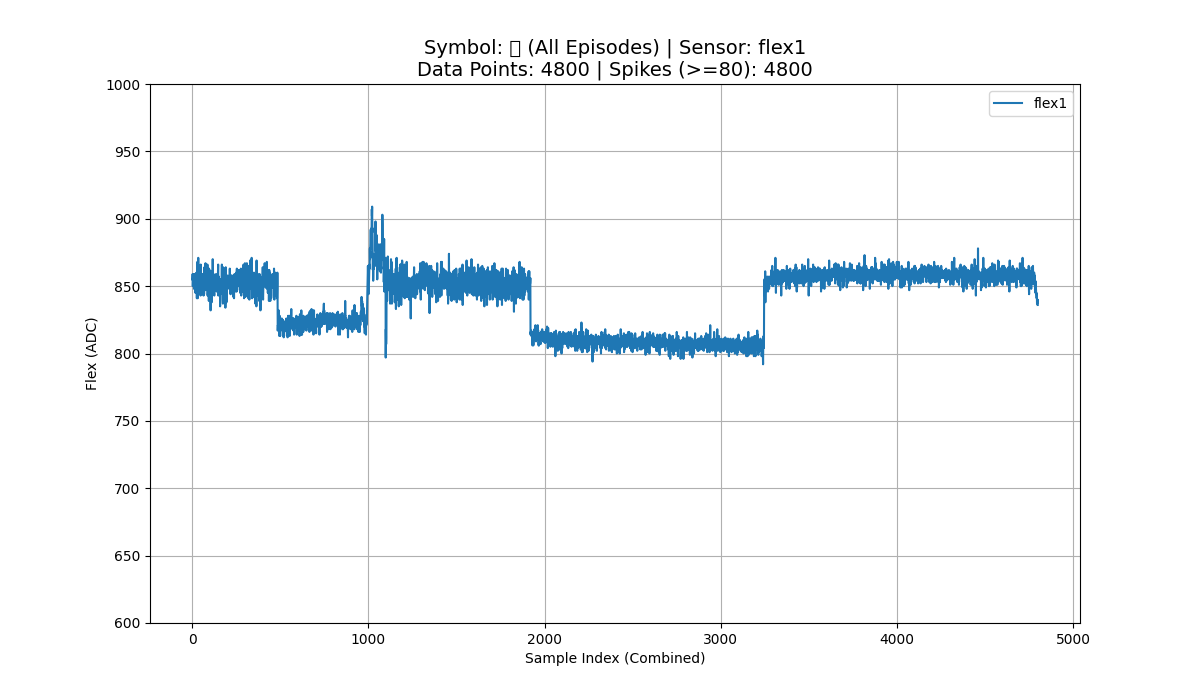 Symbol: (All Episodes) | Sensor: flex1
Data Points: 4800 | Spikes (>=80): 4800
flex1
1000
950
900
850
800
750
700
650
600
Flex (ADC)
0 1000 2000 3000 4000 5000
Sample Index (Combined)